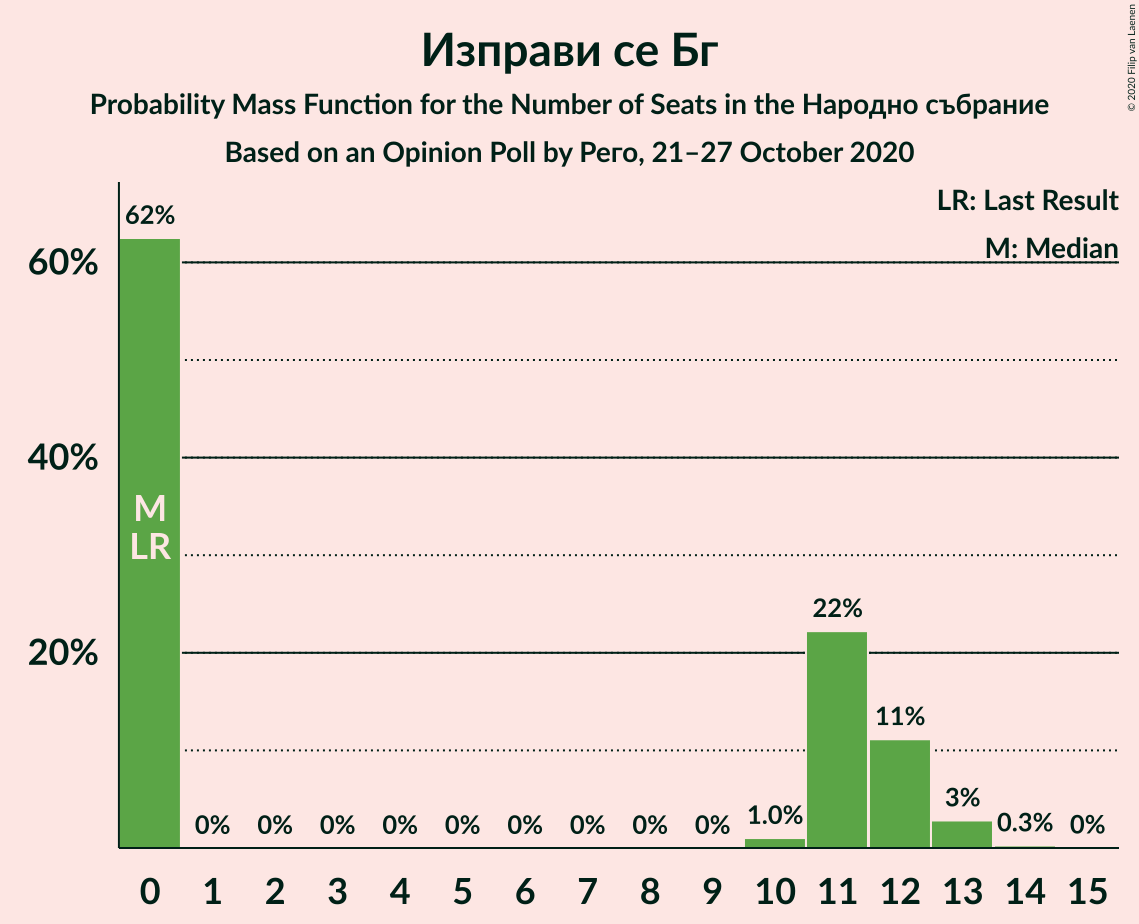 Изправи се Бг
Probability Mass Function for the Number of Seats in the Народно събрание
Based on an Opinion Poll by Рего, 21–27 October 2020
© 2020 Filip van Laenen
LR: Last Result
M: Median
60%
40%
20%
62%
M
LR
0%
0%
0%
0%
0%
0%
0%
0%
0%
1.0%
22%
11%
3%
0.3%
0%
0 1 2 3 4 5 6 7 8 9 10 11 12 13 14 15